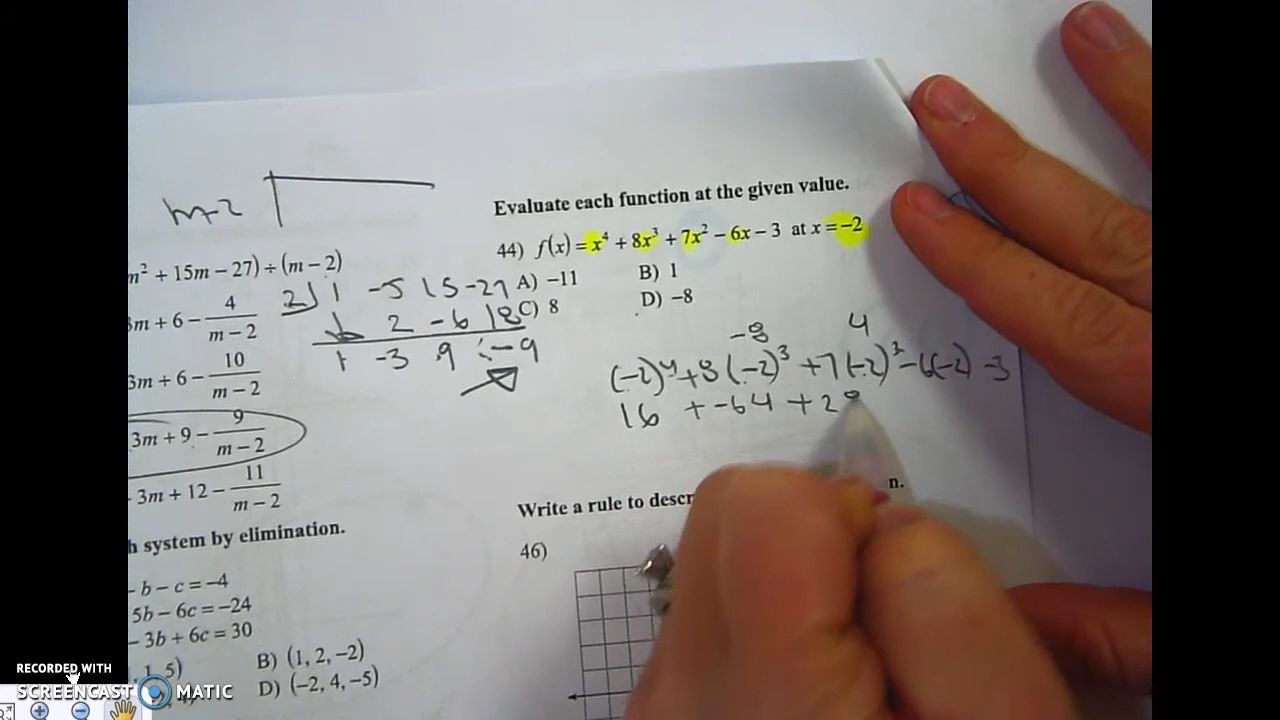 m-2
m² + 15m − 27) ÷ (m − 2)
3m + 6 − 4/(m − 2)
3m + 6 − 10/(m − 2)
3m + 9 − 9/(m − 2)
- 3m + 12 − 11/(m − 2)
2 1 -5 15 -27
↓ 2 -6 18
1 -3 9 -9
h system by elimination.
- b − c = −4
5b − 6c = −24
− 3b + 6c = 30
, 1, 5)
B) (1, 2, −2)
D) (−2, 4, −5)
Evaluate each function at the given value.
44) f(x) = x⁴ + 8x³ + 7x² − 6x − 3 at x = −2
A) −11
B) 1
C) 8
D) −8
-8 4
(-2)⁴ +8(-2)³ +7(-2)² -6(-2) -3
16 + -64 + 28
Write a rule to descr
n.
46)
RECORDED WITH
SCREENCAST MATIC